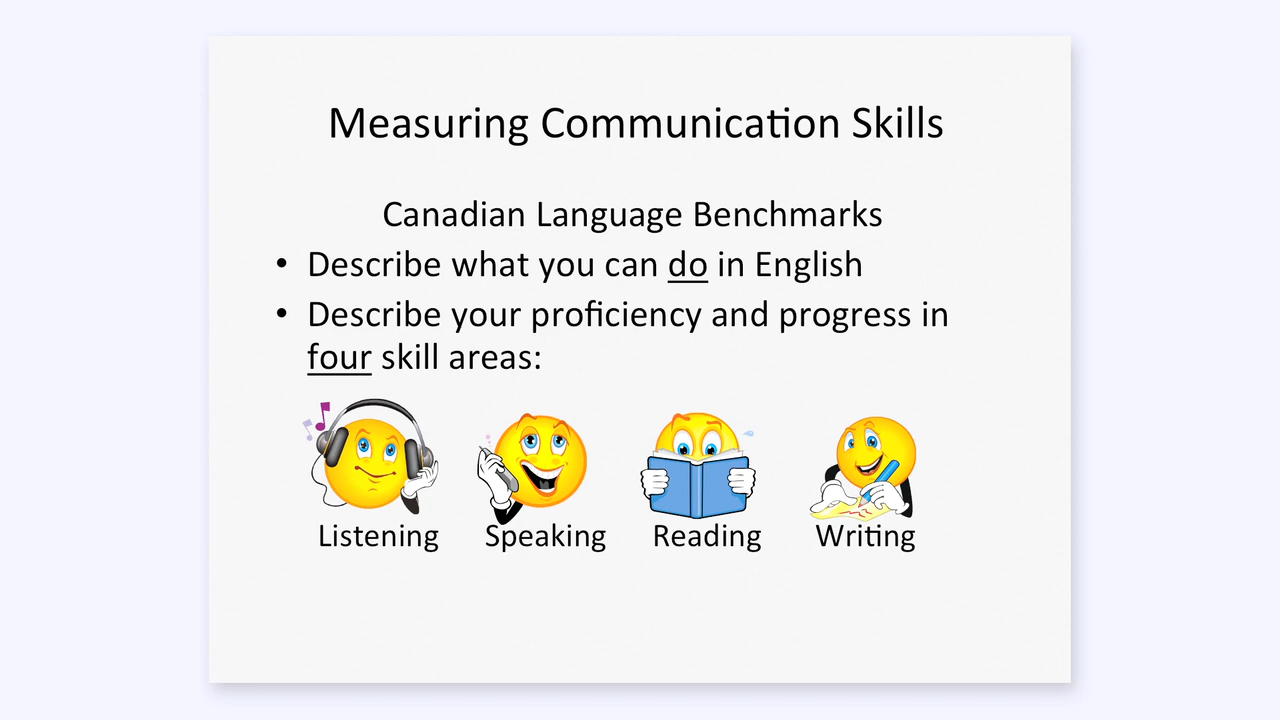 Measuring Communication Skills
Canadian Language Benchmarks
• Describe what you can do in English
• Describe your proficiency and progress in
four skill areas:
Listening Speaking Reading Writing